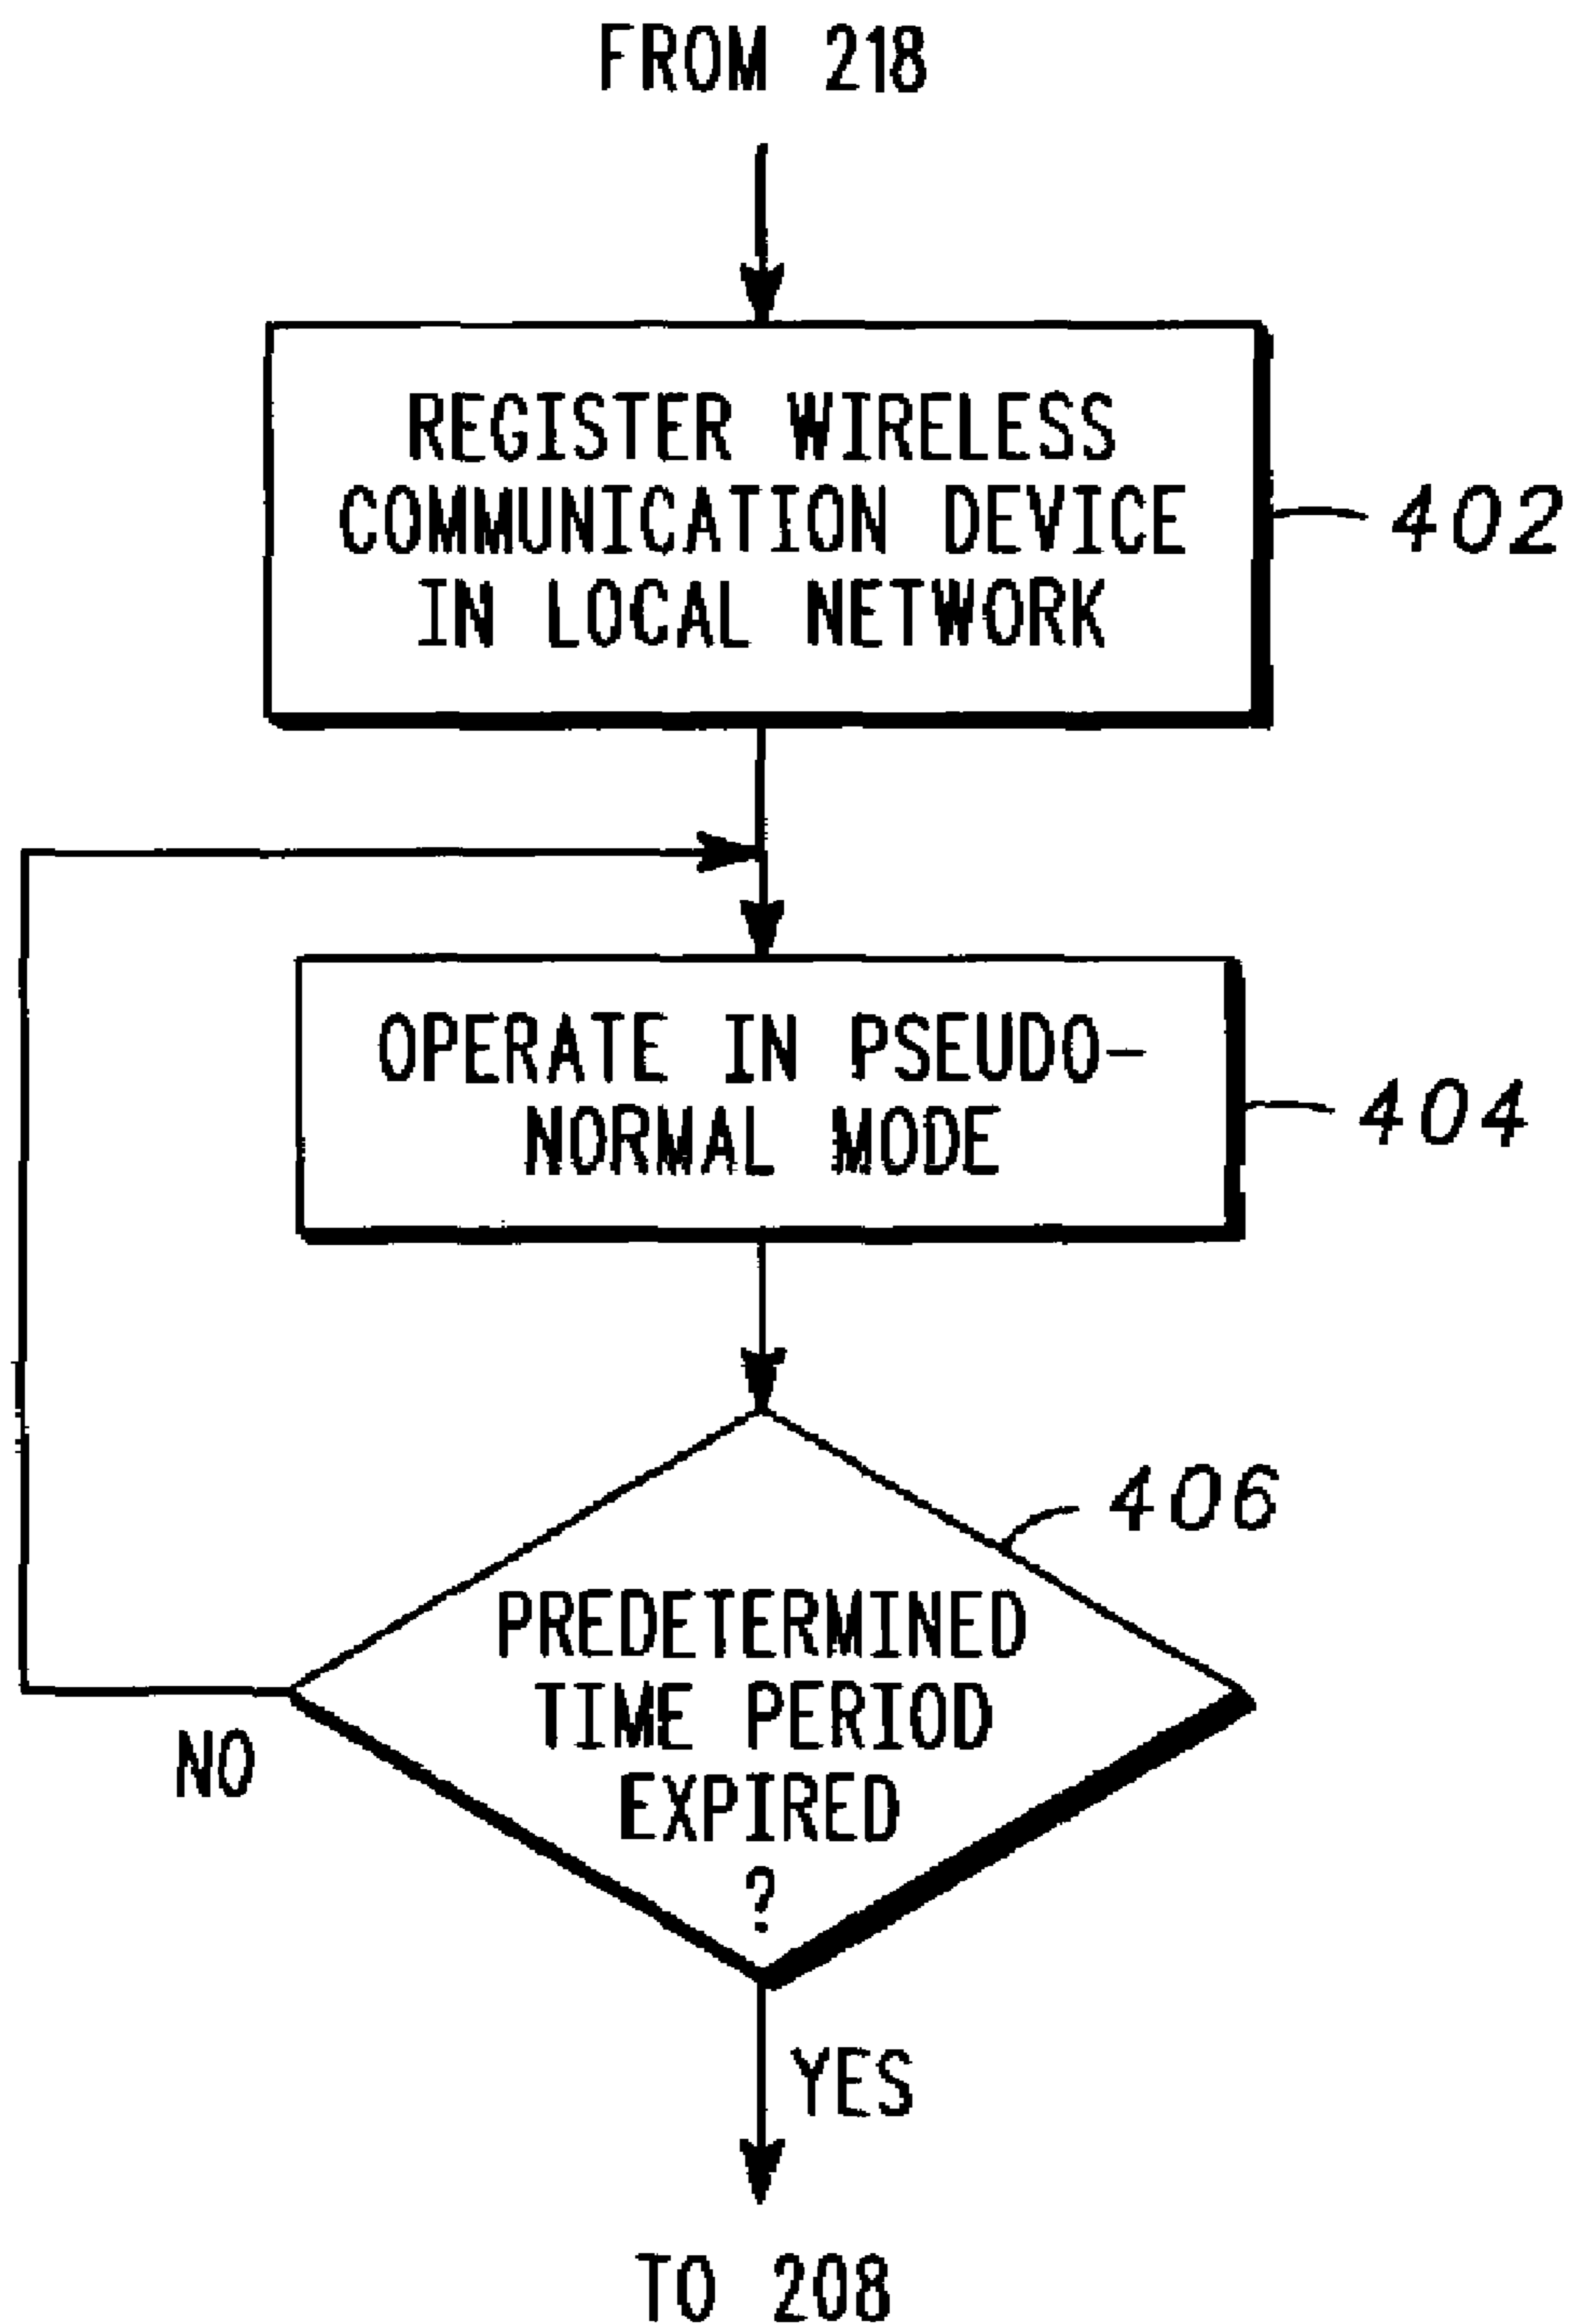 FROM 218
REGISTER WIRELESS
COMMUNICATION DEVICE
IN LOCAL NETWORK
402
OPERATE IN PSEUDO-
NORMAL MODE
404
406
PREDETERMINED
TIME PERIOD
EXPIRED
?
NO
YES
TO 208